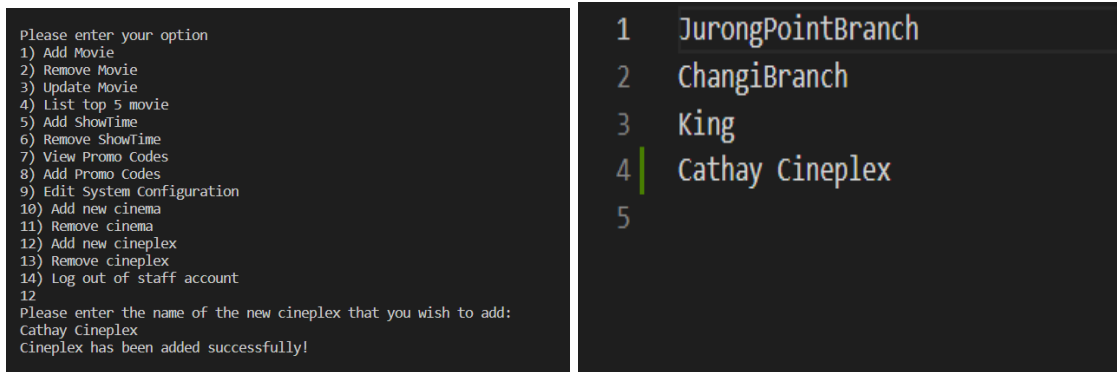 Please enter your option
1) Add Movie
2) Remove Movie
3) Update Movie
4) List top 5 movie
5) Add ShowTime
6) Remove ShowTime
7) View Promo Codes
8) Add Promo Codes
9) Edit System Configuration
10) Add new cinema
11) Remove cinema
12) Add new cineplex
13) Remove cineplex
14) Log out of staff account
12
Please enter the name of the new cineplex that you wish to add:
Cathay Cineplex
Cineplex has been added successfully!
1 JurongPointBranch
2 ChangiBranch
3 King
4 Cathay Cineplex
5